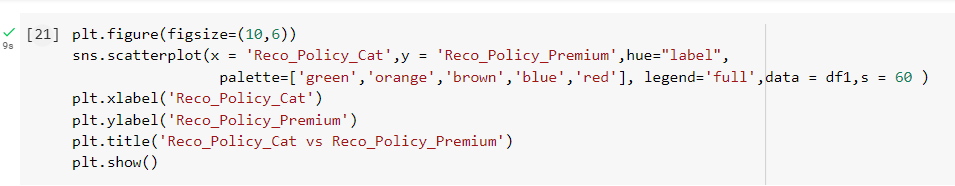 [21] plt.figure(figsize=(10,6))
9s
sns.scatterplot(x = 'Reco_Policy_Cat',y = 'Reco_Policy_Premium',hue="label",
palette=['green','orange','brown','blue','red'], legend='full',data = df1,s = 60 )
plt.xlabel('Reco_Policy_Cat')
plt.ylabel('Reco_Policy_Premium')
plt.title('Reco_Policy_Cat vs Reco_Policy_Premium')
plt.show()